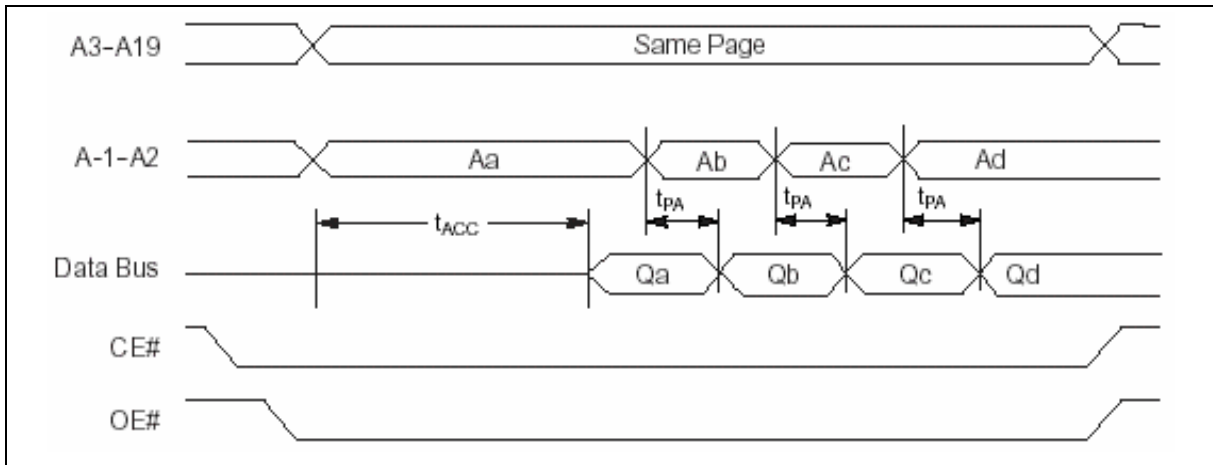 A3–A19
Same Page
A-1–A2
Aa
Ab
Ac
Ad
tACC
tPA
tPA
tPA
Data Bus
Qa
Qb
Qc
Qd
CE#
OE#